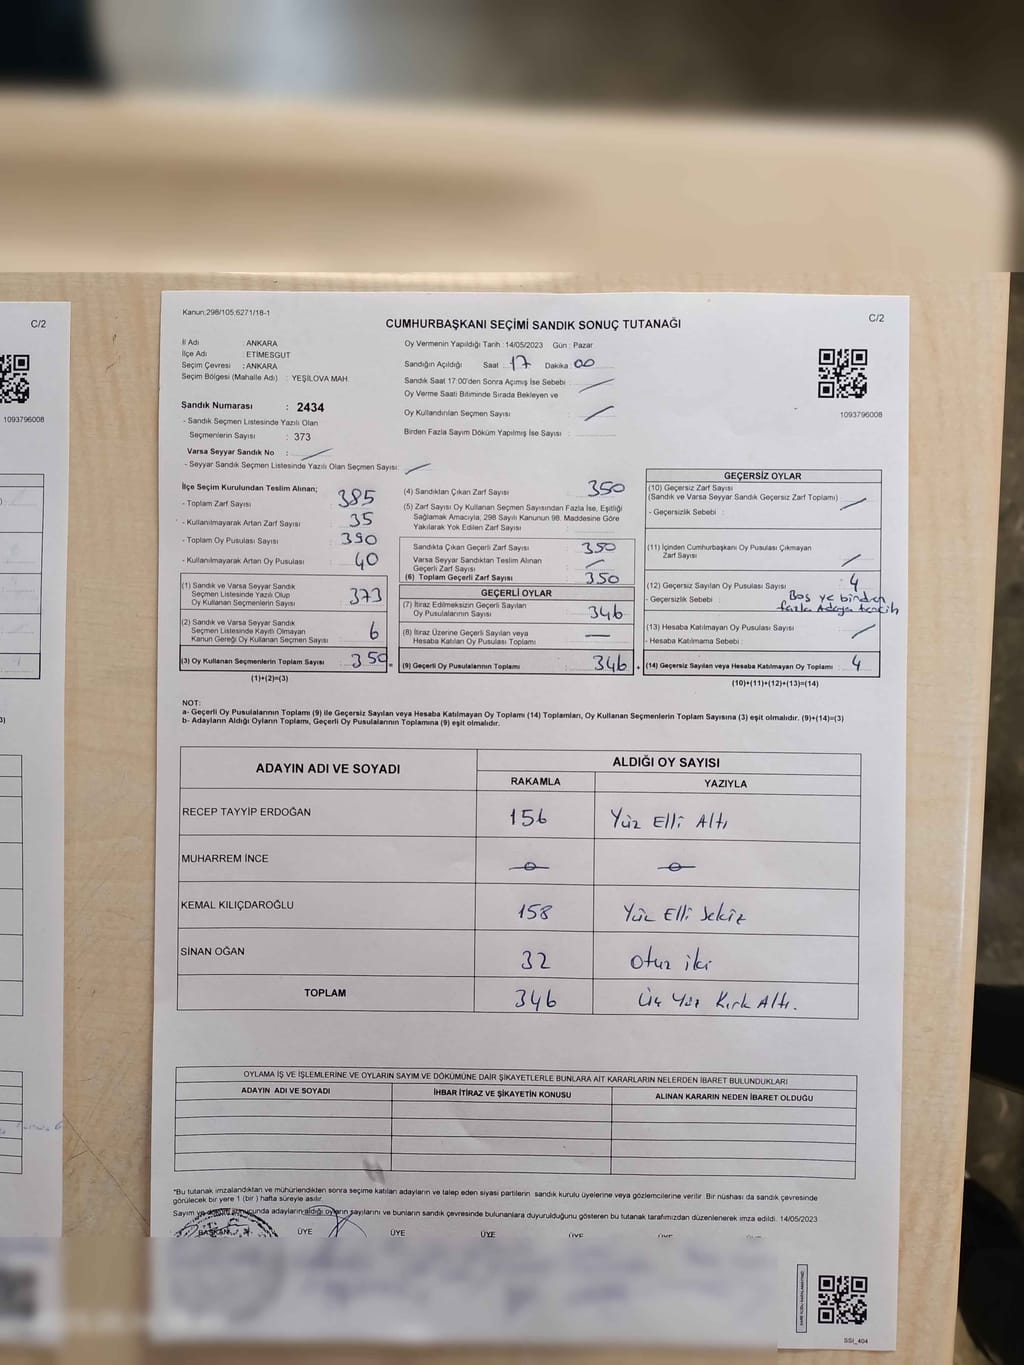 C/2
1093796008
Kanun;298/105;6271/18-1
C/2
CUMHURBAŞKANI SEÇİMİ SANDIK SONUÇ TUTANAĞI
1093796008
İl Adı : ANKARA
İlçe Adı : ETİMESGUT
Seçim Çevresi : ANKARA
Seçim Bölgesi (Mahalle Adı) : YEŞİLOVA MAH.
Sandık Numarası : 2434
- Sandık Seçmen Listesinde Yazılı Olan
Seçmenlerin Sayısı : 373
Varsa Seyyar Sandık No :
- Seyyar Sandık Seçmen Listesinde Yazılı Olan Seçmen Sayısı:
Oy Vermenin Yapıldığı Tarih : 14/05/2023 Gün : Pazar
Sandığın Açıldığı Saat : 17 Dakika : 00
Sandık Saat 17:00'den Sonra Açımış İse Sebebi :
Oy Verme Saati Bitiminde Sırada Bekleyen ve
Oy Kullandırılan Seçmen Sayısı :
Birden Fazla Sayım Döküm Yapılmış İse Sayısı :
İlçe Seçim Kurulundan Teslim Alınan;
- Toplam Zarf Sayısı : 385
- Kullanılmayarak Artan Zarf Sayısı : 35
- Toplam Oy Pusulası Sayısı : 390
- Kullanılmayarak Artan Oy Pusulası : 40
(1) Sandık ve Varsa Seyyar Sandık
Seçmen Listesinde Yazılı Olup
Oy Kullanan Seçmenlerin Sayısı : 373
(2) Sandık ve Varsa Seyyar Sandık
Seçmen Listesinde Kayıtlı Olmayan
Kanun Gereği Oy Kullanan Seçmen Sayısı : 6
(3) Oy Kullanan Seçmenlerin Toplam Sayısı : 350 =
(1)+(2)=(3)
(4) Sandıktan Çıkan Zarf Sayısı : 350
(5) Zarf Sayısı Oy Kullanan Seçmen Sayısından Fazla İse, Eşitliği
Sağlamak Amacıyla; 298 Sayılı Kanunun 98. Maddesine Göre
Yakılarak Yok Edilen Zarf Sayısı :
Sandıkta Çıkan Geçerli Zarf Sayısı : 350
Varsa Seyyar Sandıktan Teslim Alınan
Geçerli Zarf Sayısı :
(6) Toplam Geçerli Zarf Sayısı : 350
GEÇERLİ OYLAR
(7) İtiraz Edilmeksizin Geçerli Sayılan
Oy Pusulalarının Sayısı : 346
(8) İtiraz Üzerine Geçerli Sayılan veya
Hesaba Katılan Oy Pusulası Toplamı : —
(9) Geçerli Oy Pusulalarının Toplamı : 346 +
GEÇERSİZ OYLAR
(10) Geçersiz Zarf Sayısı
(Sandık ve Varsa Seyyar Sandık Geçersiz Zarf Toplamı) :
- Geçersizlik Sebebi :
(11) İçinden Cumhurbaşkanı Oy Pusulası Çıkmayan
Zarf Sayısı :
(12) Geçersiz Sayılan Oy Pusulası Sayısı : 4
- Geçersizlik Sebebi : Boş ve birden
fazla Adaya tercih
(13) Hesaba Katılmayan Oy Pusulası Sayısı :
- Hesaba Katılmama Sebebi :
(14) Geçersiz Sayılan veya Hesaba Katılmayan Oy Toplamı : 4
(10)+(11)+(12)+(13)=(14)
NOT:
a- Geçerli Oy Pusulalarının Toplamı (9) ile Geçersiz Sayılan veya Hesaba Katılmayan Oy Toplamı (14) Toplamları, Oy Kullanan Seçmenlerin Toplam Sayısına (3) eşit olmalıdır. (9)+(14)=(3)
b- Adayların Aldığı Oyların Toplamı, Geçerli Oy Pusulalarının Toplamına (9) eşit olmalıdır.
ADAYIN ADI VE SOYADI
ALDIĞI OY SAYISI
RAKAMLA YAZIYLA
RECEP TAYYİP ERDOĞAN 156 Yüz Elli Altı
MUHARREM İNCE
KEMAL KILIÇDAROĞLU 158 Yüz Elli Sekiz
SİNAN OĞAN 32 Otuz iki
TOPLAM 346 Üç Yüz Kırk Altı.
OYLAMA İŞ VE İŞLEMLERİNE VE OYLARIN SAYIM VE DÖKÜMÜNE DAİR ŞİKAYETLERLE BUNLARA AİT KARARLARIN NELERDEN İBARET BULUNDUKLARI
ADAYIN ADI VE SOYADI İHBAR İTİRAZ VE ŞİKAYETİN KONUSU ALINAN KARARIN NEDEN İBARET OLDUĞU
"Bu tutanak imzalandıktan ve mühürlendikten sonra seçime katılan adayların ve talep eden siyasi partilerin sandık kurulu üyelerine veya gözlemcilerine verilir. Bir nüshası da sandık çevresinde
görülecek bir yere 1 (bir ) hafta süreyle asılır.
Sayım ve döküm sonucunda adayların aldığı oyların sayılarını ve bunların sandık çevresinde bulunanlara duyurulduğunu gösteren bu tutanak tarafımızdan düzenlenerek imza edildi. 14/05/2023
BAŞKAN ÜYE ÜYE ÜYE ÜYE ÜYE ÜYE
SSİ_404